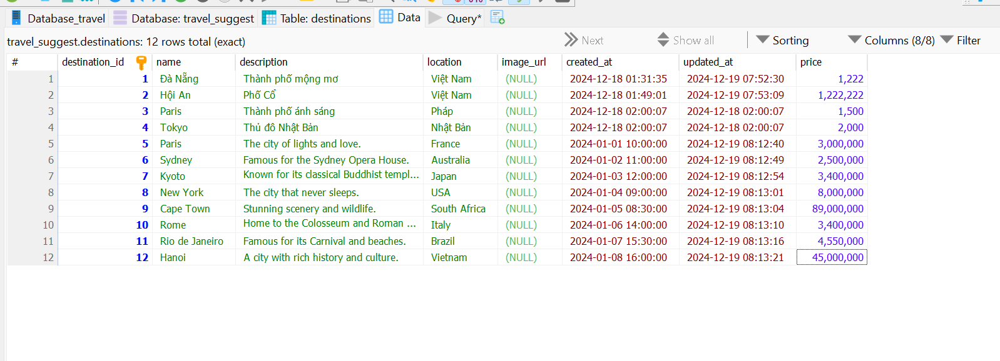 Database_travel Database: travel_suggest Table: destinations Data Query*
travel_suggest.destinations: 12 rows total (exact) Next Show all Sorting Columns (8/8) Filter
# destination_id name description location image_url created_at updated_at price
1 1 Đà Nẵng Thành phố mộng mơ Việt Nam (NULL) 2024-12-18 01:31:35 2024-12-19 07:52:30 1,222
2 2 Hội An Phố Cổ Việt Nam (NULL) 2024-12-18 01:49:01 2024-12-19 07:53:09 1,222,222
3 3 Paris Thành phố ánh sáng Pháp (NULL) 2024-12-18 02:00:07 2024-12-18 02:00:07 1,500
4 4 Tokyo Thủ đô Nhật Bản Nhật Bản (NULL) 2024-12-18 02:00:07 2024-12-18 02:00:07 2,000
5 5 Paris The city of lights and love. France (NULL) 2024-01-01 10:00:00 2024-12-19 08:12:40 3,000,000
6 6 Sydney Famous for the Sydney Opera House. Australia (NULL) 2024-01-02 11:00:00 2024-12-19 08:12:49 2,500,000
7 7 Kyoto Known for its classical Buddhist templ... Japan (NULL) 2024-01-03 12:00:00 2024-12-19 08:12:54 3,400,000
8 8 New York The city that never sleeps. USA (NULL) 2024-01-04 09:00:00 2024-12-19 08:13:01 8,000,000
9 9 Cape Town Stunning scenery and wildlife. South Africa (NULL) 2024-01-05 08:30:00 2024-12-19 08:13:04 89,000,000
10 10 Rome Home to the Colosseum and Roman ... Italy (NULL) 2024-01-06 14:00:00 2024-12-19 08:13:10 3,400,000
11 11 Rio de Janeiro Famous for its Carnival and beaches. Brazil (NULL) 2024-01-07 15:30:00 2024-12-19 08:13:16 4,550,000
12 12 Hanoi A city with rich history and culture. Vietnam (NULL) 2024-01-08 16:00:00 2024-12-19 08:13:21 45,000,000